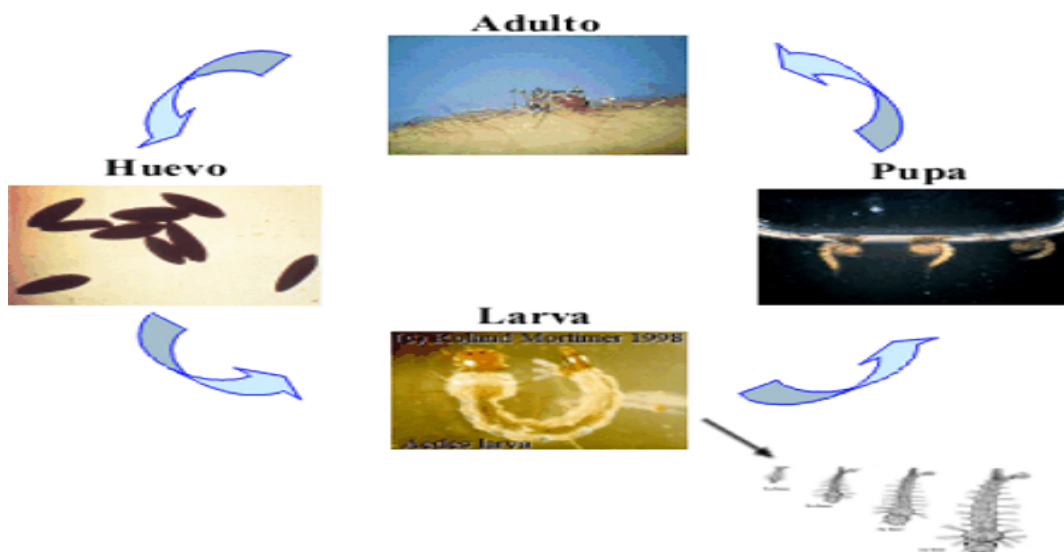 Adulto
Huevo
Pupa
Larva
(c) Roland Mortimer 1998
Aedes larva